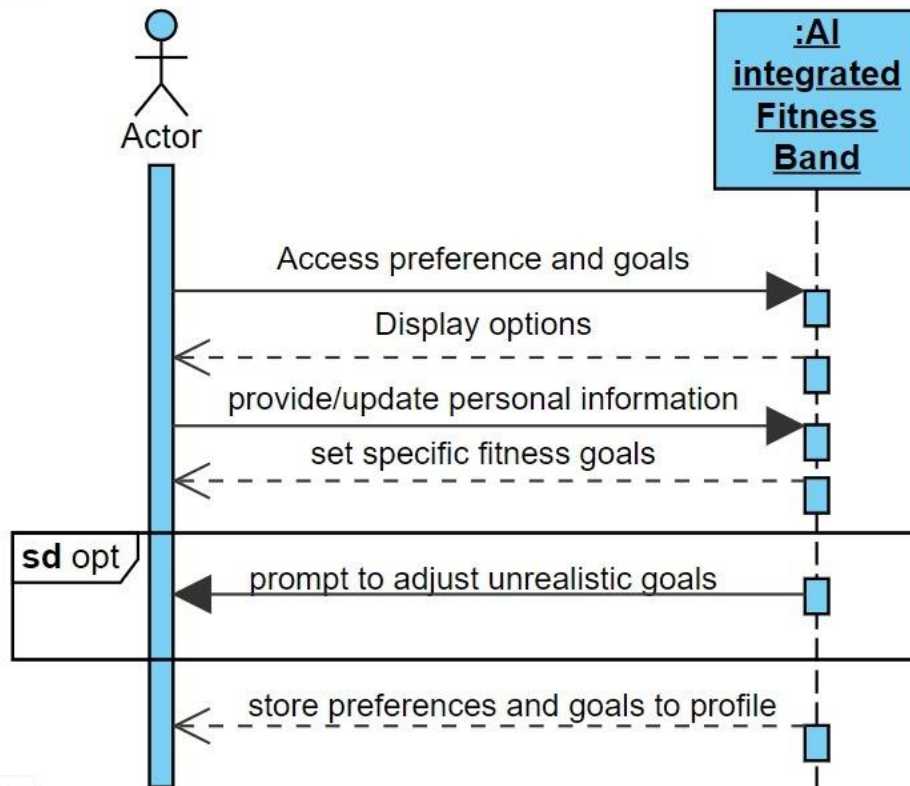 :AI
integrated
Fitness
Band
Actor
Access preference and goals
Display options
provide/update personal information
set specific fitness goals
sd opt
prompt to adjust unrealistic goals
store preferences and goals to profile